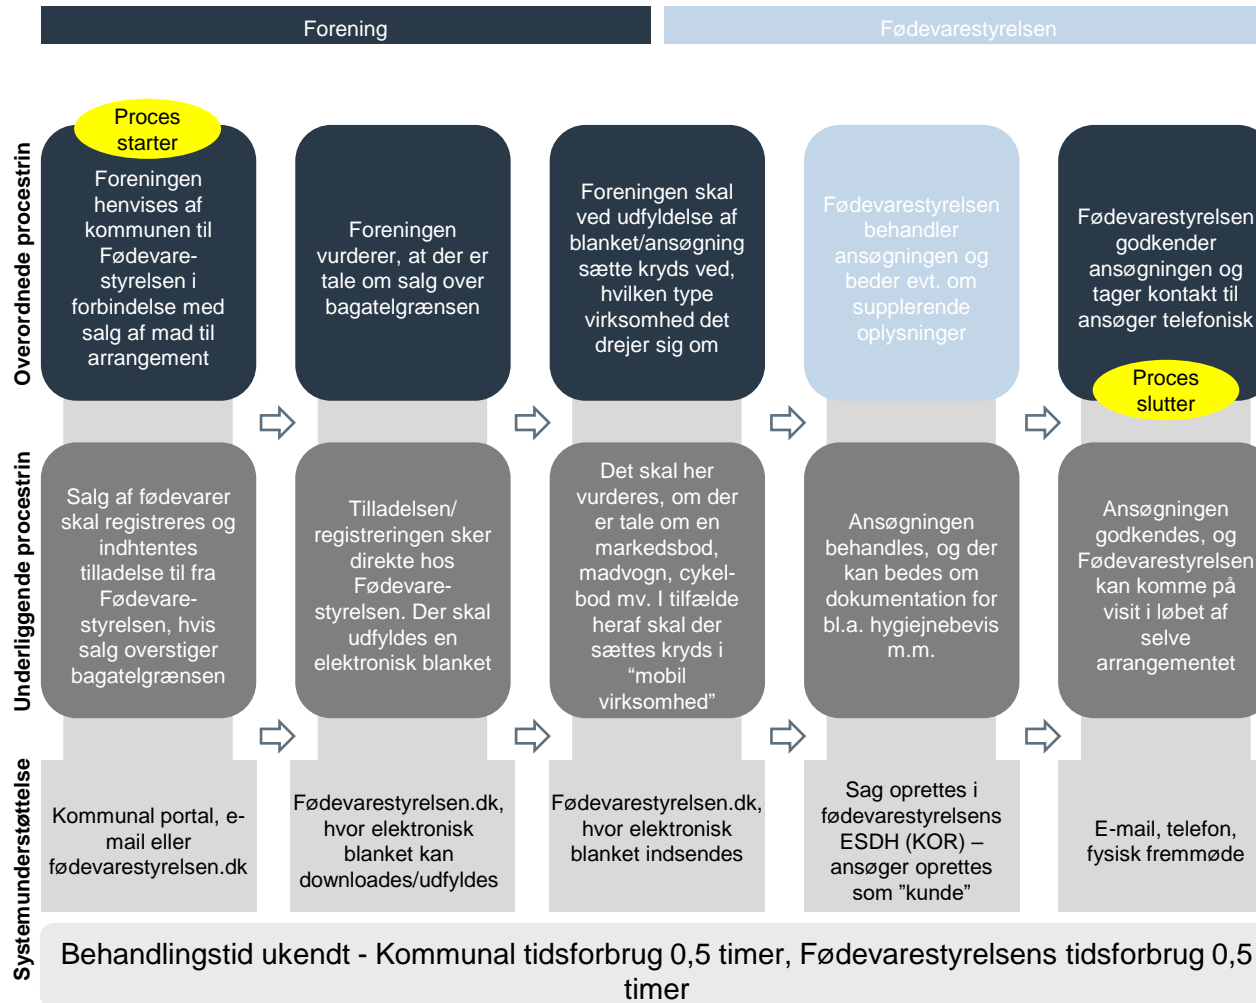 Forening
Fødevarestyrelsen
Overordnede procestrin
Proces
starter
Foreningen
henvises af
kommunen til
Fødevare-
styrelsen i
forbindelse med
salg af mad til
arrangement
Foreningen
vurderer, at der er
tale om salg over
bagatelgrænsen
Foreningen skal
ved udfyldelse af
blanket/ansøgning
sætte kryds ved,
hvilken type
virksomhed det
drejer sig om
Fødevarestyrelsen
behandler
ansøgningen og
beder evt. om
supplerende
oplysninger
Fødevarestyrelsen
godkender
ansøgningen og
tager kontakt til
ansøger telefonisk
Proces
slutter
Underliggende procestrin
Salg af fødevarer
skal registreres og
indhtentes
tilladelse til fra
Fødevare-
styrelsen, hvis
salg overstiger
bagatelgrænsen
Tilladelsen/
registreringen sker
direkte hos
Fødevare-
styrelsen. Der skal
udfyldes en
elektronisk blanket
Det skal her
vurderes, om der
er tale om en
markedsbod,
madvogn, cykel-
bod mv. I tilfælde
heraf skal der
sættes kryds i
“mobil
virksomhed”
Ansøgningen
behandles, og der
kan bedes om
dokumentation for
bl.a. hygiejnebevis
m.m.
Ansøgningen
godkendes, og
Fødevarestyrelsen
kan komme på
visit i løbet af
selve
arrangementet
Systemunderstøttelse
Kommunal portal, e-
mail eller
fødevarestyrelsen.dk
Fødevarestyrelsen.dk,
hvor elektronisk
blanket kan
downloades/udfyldes
Fødevarestyrelsen.dk,
hvor elektronisk
blanket indsendes
Sag oprettes i
fødevarestyrelsens
ESDH (KOR) –
ansøger oprettes
som ”kunde”
E-mail, telefon,
fysisk fremmøde
Behandlingstid ukendt - Kommunal tidsforbrug 0,5 timer, Fødevarestyrelsens tidsforbrug 0,5
timer